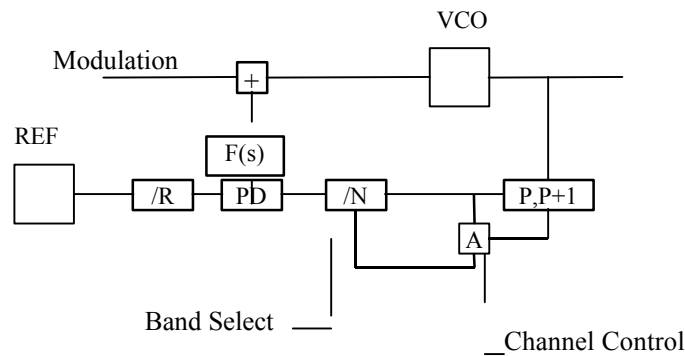 VCO
Modulation
+
REF
F(s)
/R
PD
/N
P,P+1
A
Band Select
Channel Control